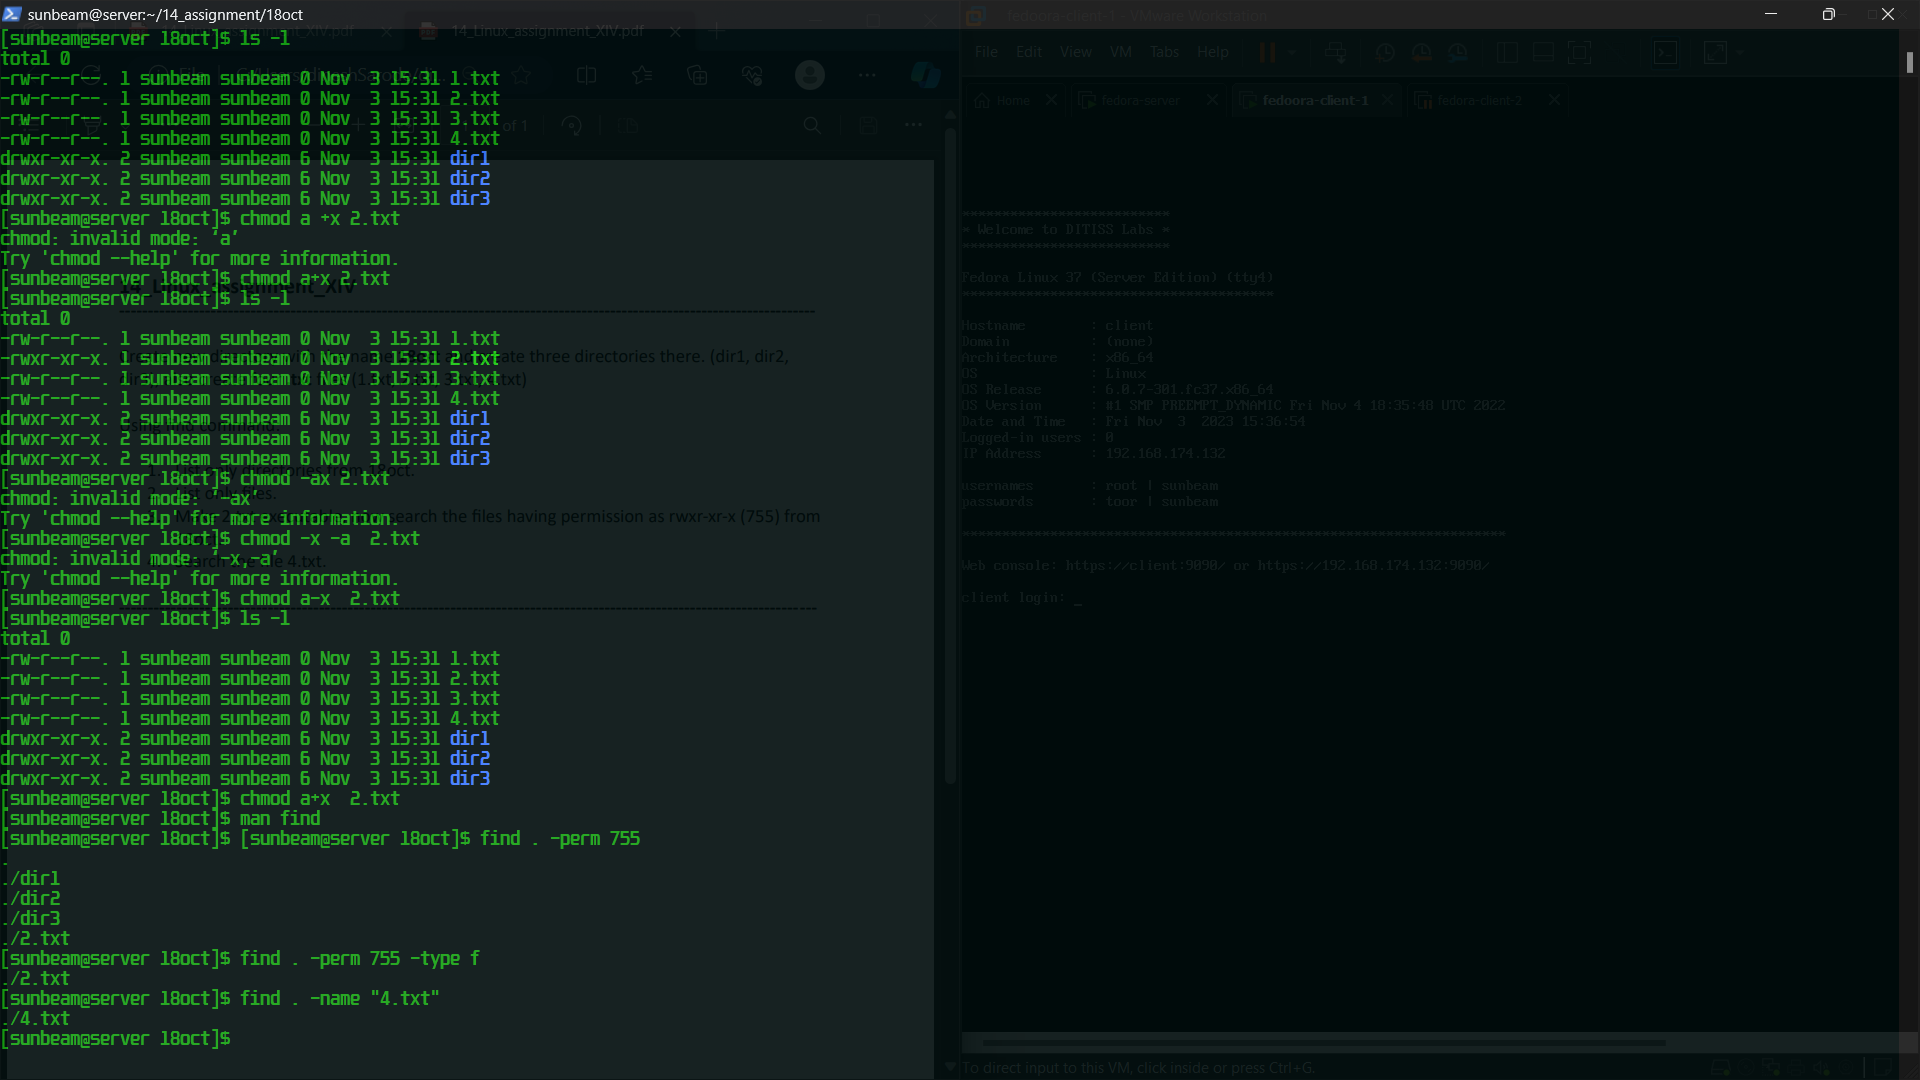 sunbeam@server:~/14_assignment/18oct
[sunbeam@server 18oct]$ ls -l
total 0
-rw-r--r--. 1 sunbeam sunbeam 0 Nov  3 15:31 1.txt
-rw-r--r--. 1 sunbeam sunbeam 0 Nov  3 15:31 2.txt
-rw-r--r--. 1 sunbeam sunbeam 0 Nov  3 15:31 3.txt
-rw-r--r--. 1 sunbeam sunbeam 0 Nov  3 15:31 4.txt
drwxr-xr-x. 2 sunbeam sunbeam 6 Nov  3 15:31 dir1
drwxr-xr-x. 2 sunbeam sunbeam 6 Nov  3 15:31 dir2
drwxr-xr-x. 2 sunbeam sunbeam 6 Nov  3 15:31 dir3
[sunbeam@server 18oct]$ chmod a +x 2.txt
chmod: invalid mode: ‘a’
Try 'chmod --help' for more information.
[sunbeam@server 18oct]$ chmod a+x 2.txt
[sunbeam@server 18oct]$ ls -l
total 0
-rw-r--r--. 1 sunbeam sunbeam 0 Nov  3 15:31 1.txt
-rwxr-xr-x. 1 sunbeam sunbeam 0 Nov  3 15:31 2.txt
-rw-r--r--. 1 sunbeam sunbeam 0 Nov  3 15:31 3.txt
-rw-r--r--. 1 sunbeam sunbeam 0 Nov  3 15:31 4.txt
drwxr-xr-x. 2 sunbeam sunbeam 6 Nov  3 15:31 dir1
drwxr-xr-x. 2 sunbeam sunbeam 6 Nov  3 15:31 dir2
drwxr-xr-x. 2 sunbeam sunbeam 6 Nov  3 15:31 dir3
[sunbeam@server 18oct]$ chmod -ax 2.txt
chmod: invalid mode: ‘-ax’
Try 'chmod --help' for more information.
[sunbeam@server 18oct]$ chmod -x -a  2.txt
chmod: invalid mode: ‘-x,-a’
Try 'chmod --help' for more information.
[sunbeam@server 18oct]$ chmod a-x  2.txt
[sunbeam@server 18oct]$ ls -l
total 0
-rw-r--r--. 1 sunbeam sunbeam 0 Nov  3 15:31 1.txt
-rw-r--r--. 1 sunbeam sunbeam 0 Nov  3 15:31 2.txt
-rw-r--r--. 1 sunbeam sunbeam 0 Nov  3 15:31 3.txt
-rw-r--r--. 1 sunbeam sunbeam 0 Nov  3 15:31 4.txt
drwxr-xr-x. 2 sunbeam sunbeam 6 Nov  3 15:31 dir1
drwxr-xr-x. 2 sunbeam sunbeam 6 Nov  3 15:31 dir2
drwxr-xr-x. 2 sunbeam sunbeam 6 Nov  3 15:31 dir3
[sunbeam@server 18oct]$ chmod a+x  2.txt
[sunbeam@server 18oct]$ man find
[sunbeam@server 18oct]$ [sunbeam@server 18oct]$ find . -perm 755
.
./dir1
./dir2
./dir3
./2.txt
[sunbeam@server 18oct]$ find . -perm 755 -type f
./2.txt
[sunbeam@server 18oct]$ find . -name "4.txt"
./4.txt
[sunbeam@server 18oct]$
14_Linux_assignment_XIV.pdf
of 1
three directories there. (dir1, dir2,
search the files having permission as rwxr-xr-x (755) from
4.txt.
fedoora-client-1 - VMware Workstation
File Edit View VM Tabs Help
Home fedora-server fedoora-client-1 fedora-client-2
**************************
* Welcome to DITISS Labs *
**************************
Fedora Linux 37 (Server Edition) (tty4)
***************************************
Hostname : client
Domain : (none)
Architecture : x86_64
OS : Linux
OS Release : 6.0.7-301.fc37.x86_64
OS Version : #1 SMP PREEMPT_DYNAMIC Fri Nov 4 18:35:48 UTC 2022
Date and Time : Fri Nov  3  2023 15:36:54
Logged-in users : 0
IP Address : 192.168.174.132
usernames : root | sunbeam
passwords : toor | sunbeam
Web console: https://client:9090/ or https://192.168.174.132:9090/
client login: _
To direct input to this VM, click inside or press Ctrl+G.